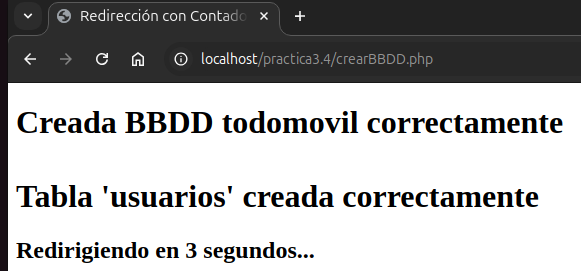 Redirección con Contado
localhost/practica3.4/crearBBDD.php
Creada BBDD todomovil correctamente
Tabla 'usuarios' creada correctamente
Redirigiendo en 3 segundos...